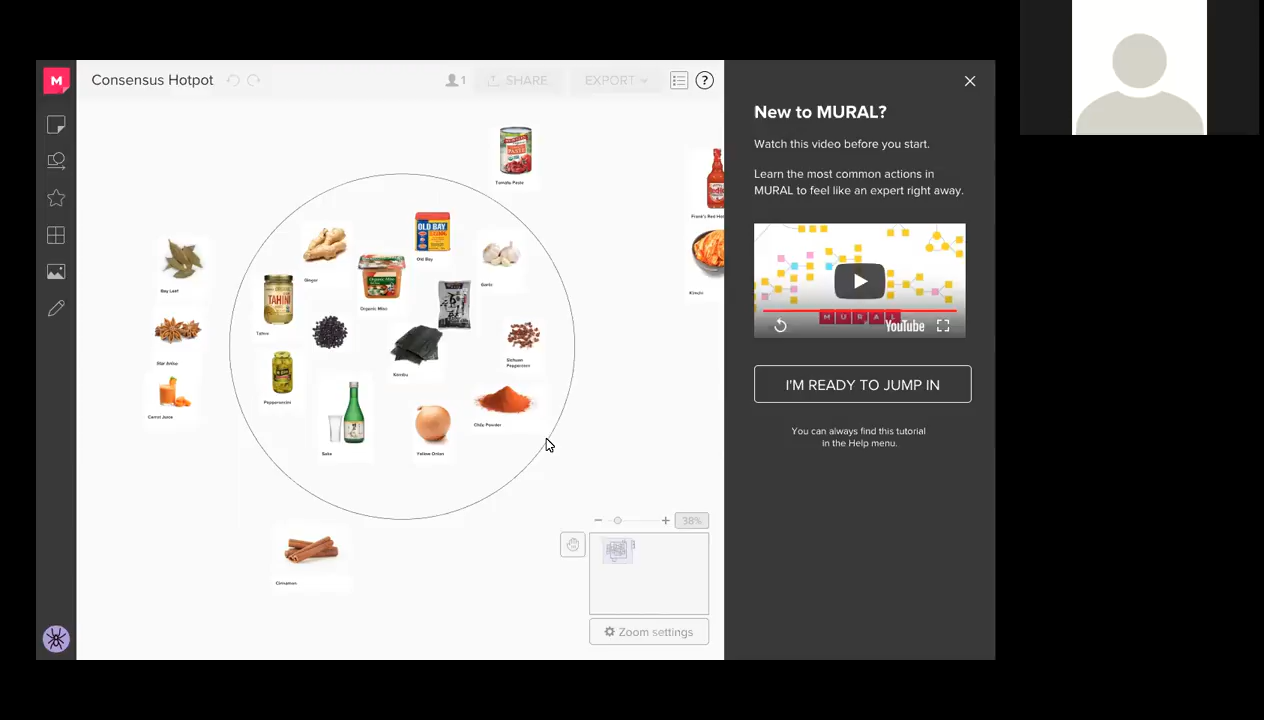 M
Consensus Hotpot
1
SHARE
EXPORT
?
Tomato Paste
Frank's Red Hot
OLD BAY
Old Bay
Ginger
Garlic
Bay Leaf
TAHINI
Tahini
Organic Miso
Kimchi
Star Anise
Kombu
Sichuan
Peppercorn
Carrot Juice
Pepperoncini
Sake
Yellow Onion
Chile Powder
Cinnamon
38%
Zoom settings
New to MURAL?
Watch this video before you start.
Learn the most common actions in
MURAL to feel like an expert right away.
MURAL
YouTube
I'M READY TO JUMP IN
You can always find this tutorial
in the Help menu.